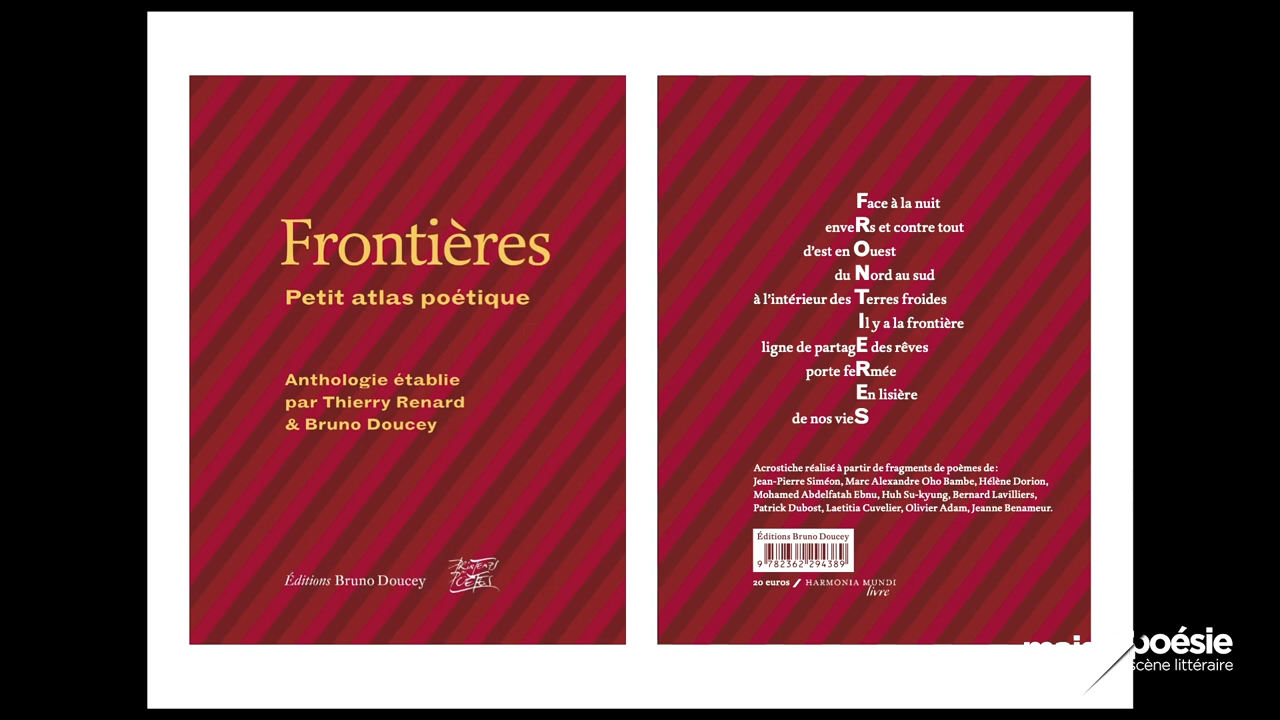 Frontières
Petit atlas poétique
Anthologie établie
par Thierry Renard
& Bruno Doucey
Éditions Bruno Doucey
PRINTEMPS
POÈTES
Face à la nuit
enveRs et contre tout
d'est en Ouest
du Nord au sud
à l'intérieur des Terres froides
Il y a la frontière
ligne de partagE des rêves
porte feRmée
En lisière
de nos vieS
Acrostiche réalisé à partir de fragments de poèmes de :
Jean-Pierre Siméon, Marc Alexandre Oho Bambe, Hélène Dorion,
Mohamed Abdelfatah Ebnu, Huh Su-kyung, Bernard Lavilliers,
Patrick Dubost, Laetitia Cuvelier, Olivier Adam, Jeanne Benameur.
Éditions Bruno Doucey
9 782362 294389
20 euros / HARMONIA MUNDI
livre
poésie
scène littéraire